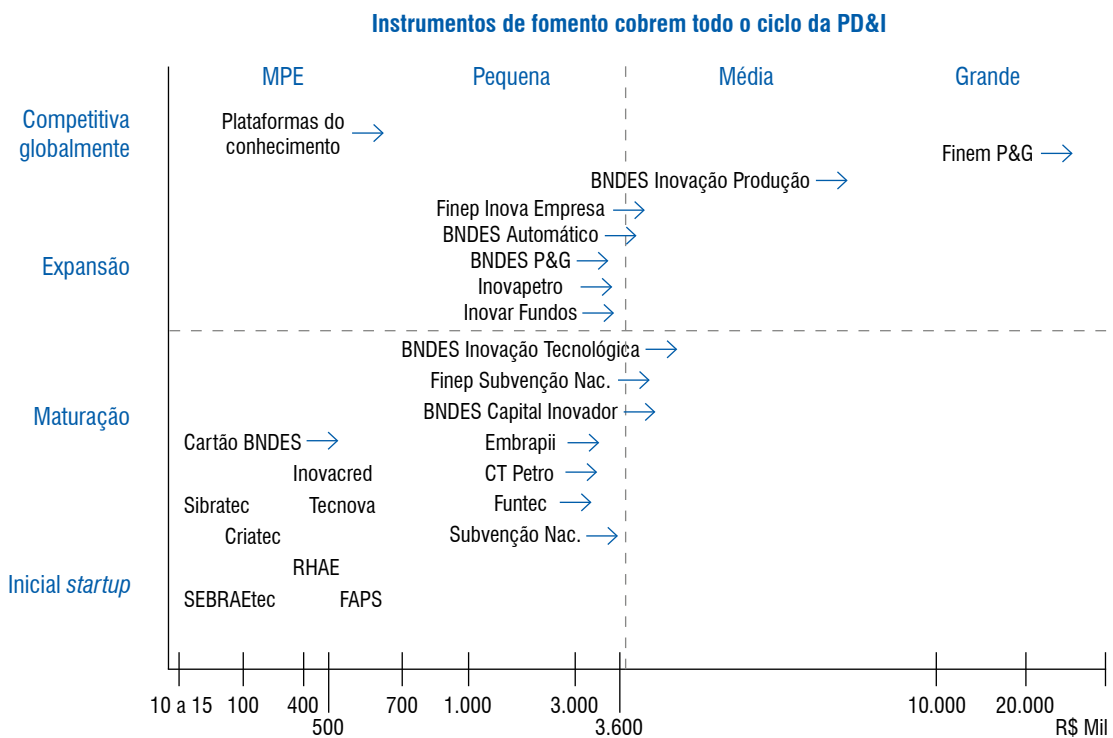 Instrumentos de fomento cobrem todo o ciclo da PD&I
MPE Pequena Média Grande
Competitiva
globalmente
Plataformas do
conhecimento
Finem P&G
BNDES Inovação Produção
Finep Inova Empresa
BNDES Automático
Expansão
BNDES P&G
Inovapetro
Inovar Fundos
BNDES Inovação Tecnológica
Finep Subvenção Nac.
Maturação
BNDES Capital Inovador
Cartão BNDES
Embrapii
Inovacred
CT Petro
Sibratec
Tecnova
Funtec
Criatec
Subvenção Nac.
RHAE
Inicial startup
SEBRAEtec
FAPS
10 a 15 100 400 500 700 1.000 3.000 3.600 10.000 20.000
R$ Mil